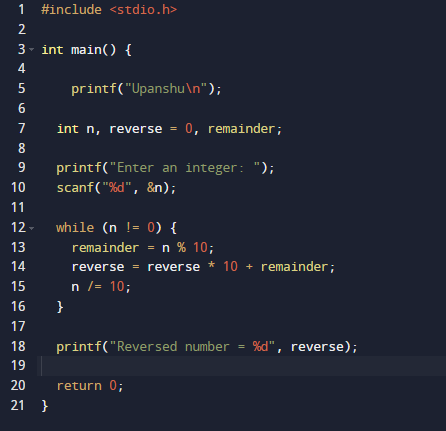 1 #include <stdio.h>
2
3 int main() {
4
5     printf("Upanshu\n");
6
7   int n, reverse = 0, remainder;
8
9   printf("Enter an integer: ");
10   scanf("%d", &n);
11
12   while (n != 0) {
13     remainder = n % 10;
14     reverse = reverse * 10 + remainder;
15     n /= 10;
16   }
17
18   printf("Reversed number = %d", reverse);
19
20   return 0;
21 }